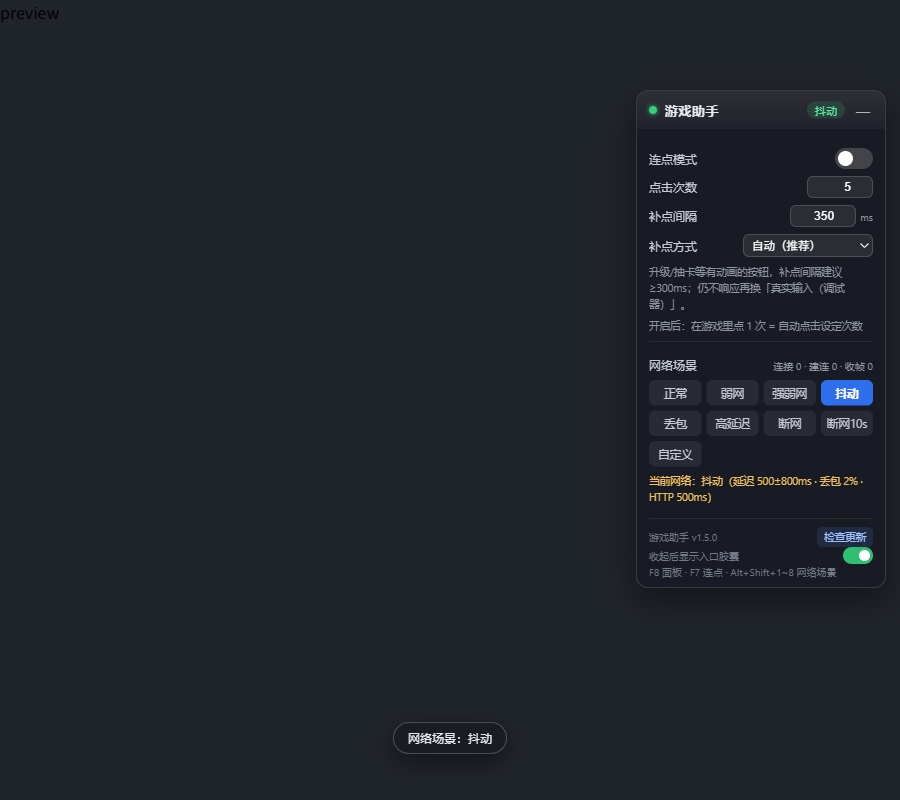 preview
游戏助手 抖动 —
连点模式
点击次数 5
补点间隔 350 ms
补点方式 自动（推荐）
升级/抽卡等有动画的按钮，补点间隔建议
≥300ms；仍不响应再换「真实输入（调试
器）」。
开启后：在游戏里点 1 次 = 自动点击设定次数
网络场景 连接 0 · 建连 0 · 收帧 0
正常 弱网 强弱网 抖动
丢包 高延迟 断网 断网10s
自定义
当前网络：抖动（延迟 500±800ms · 丢包 2% ·
HTTP 500ms）
游戏助手 v1.5.0 检查更新
收起后显示入口胶囊
F8 面板 · F7 连点 · Alt+Shift+1~8 网络场景
网络场景：抖动